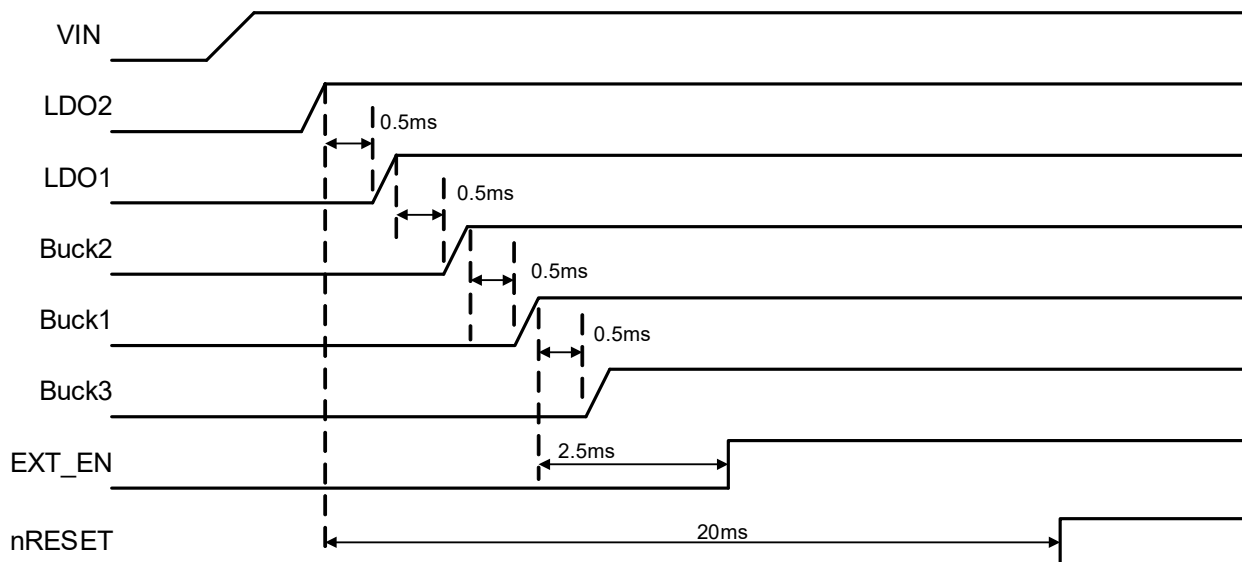 VIN
LDO2
0.5ms
LDO1
0.5ms
Buck2
0.5ms
Buck1
0.5ms
Buck3
EXT_EN
2.5ms
nRESET
20ms